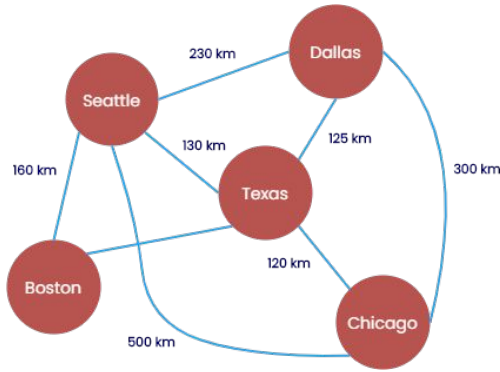 Dallas
230 km
Seattle
130 km
125 km
160 km
300 km
Texas
120 km
Boston
Chicago
500 km